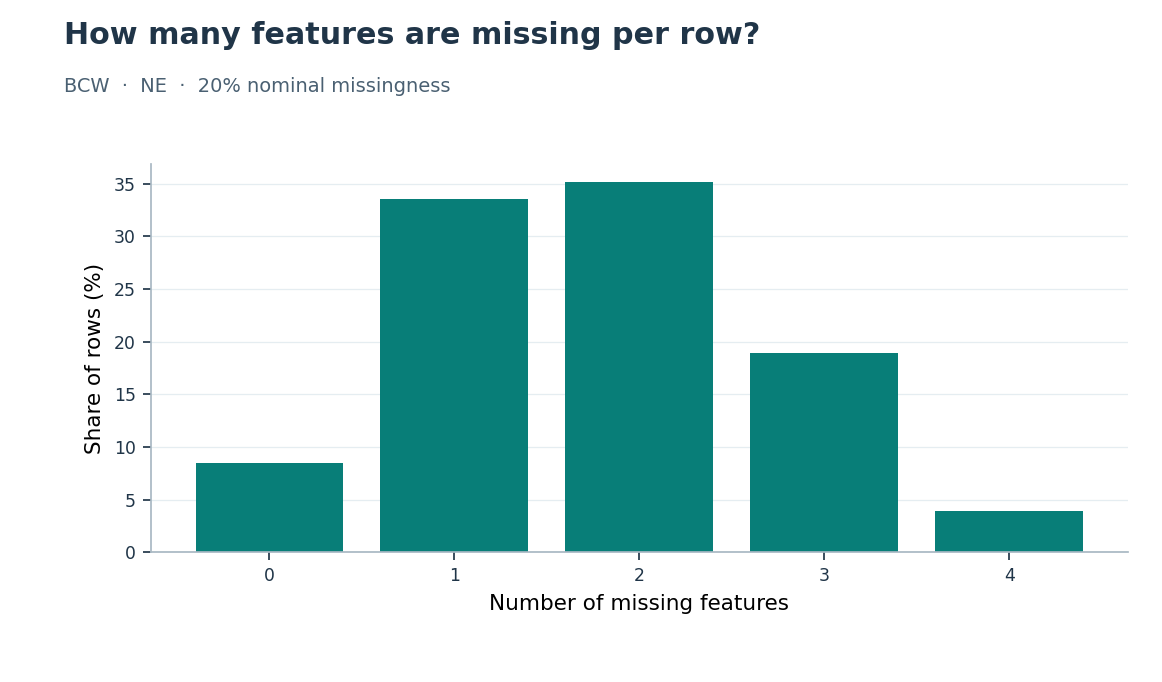 How many features are missing per row?
BCW · NE · 20% nominal missingness
Share of rows (%)
35
30
25
20
15
10
5
0
0 1 2 3 4
Number of missing features